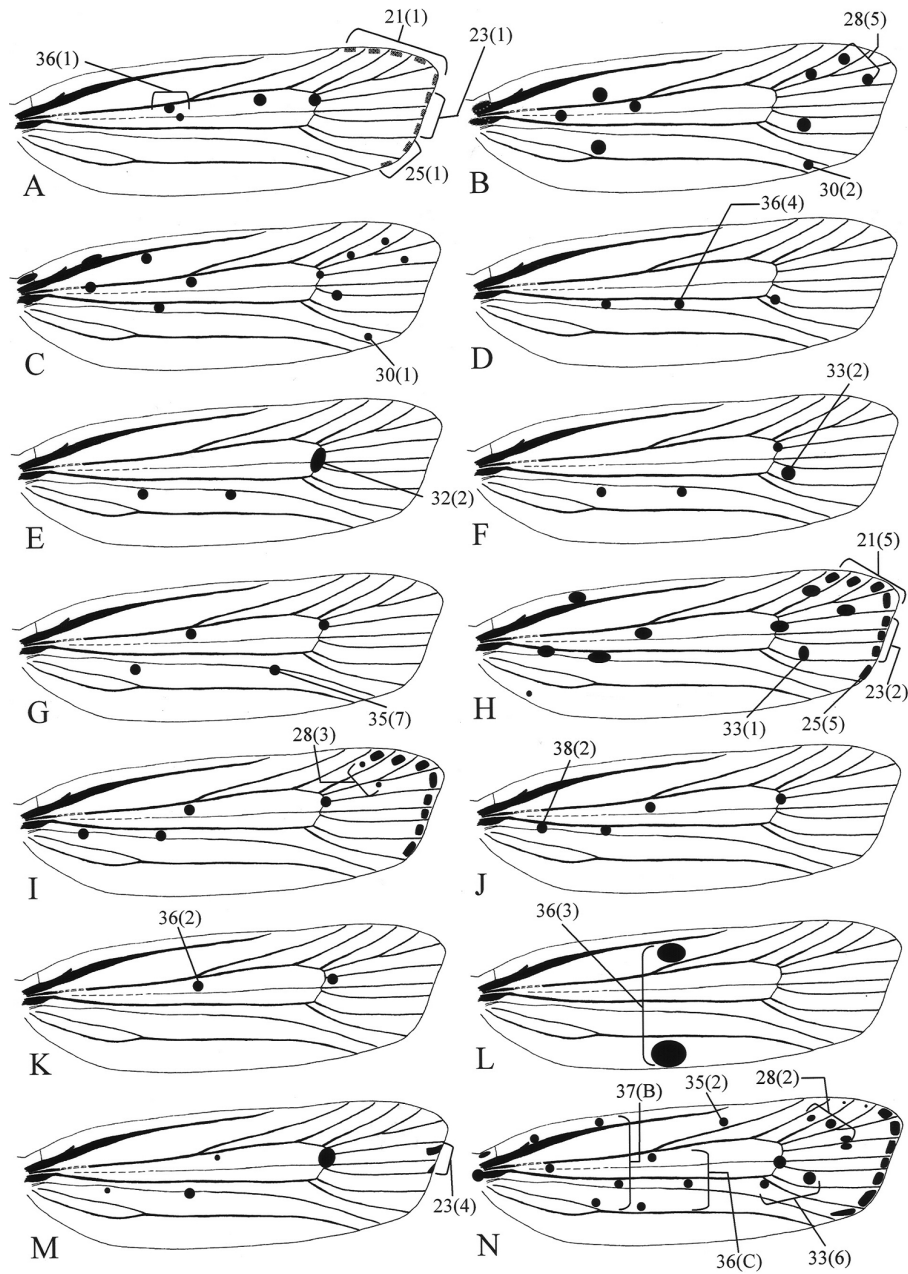 21(1)
23(1)
36(1)
25(1)
A
28(5)
30(2)
B
30(1)
C
36(4)
D
32(2)
E
33(2)
F
35(7)
G
21(5)
23(2)
33(1)
25(5)
H
28(3)
I
38(2)
J
36(2)
K
36(3)
L
23(4)
M
37(B)
35(2)
28(2)
36(C)
33(6)
N